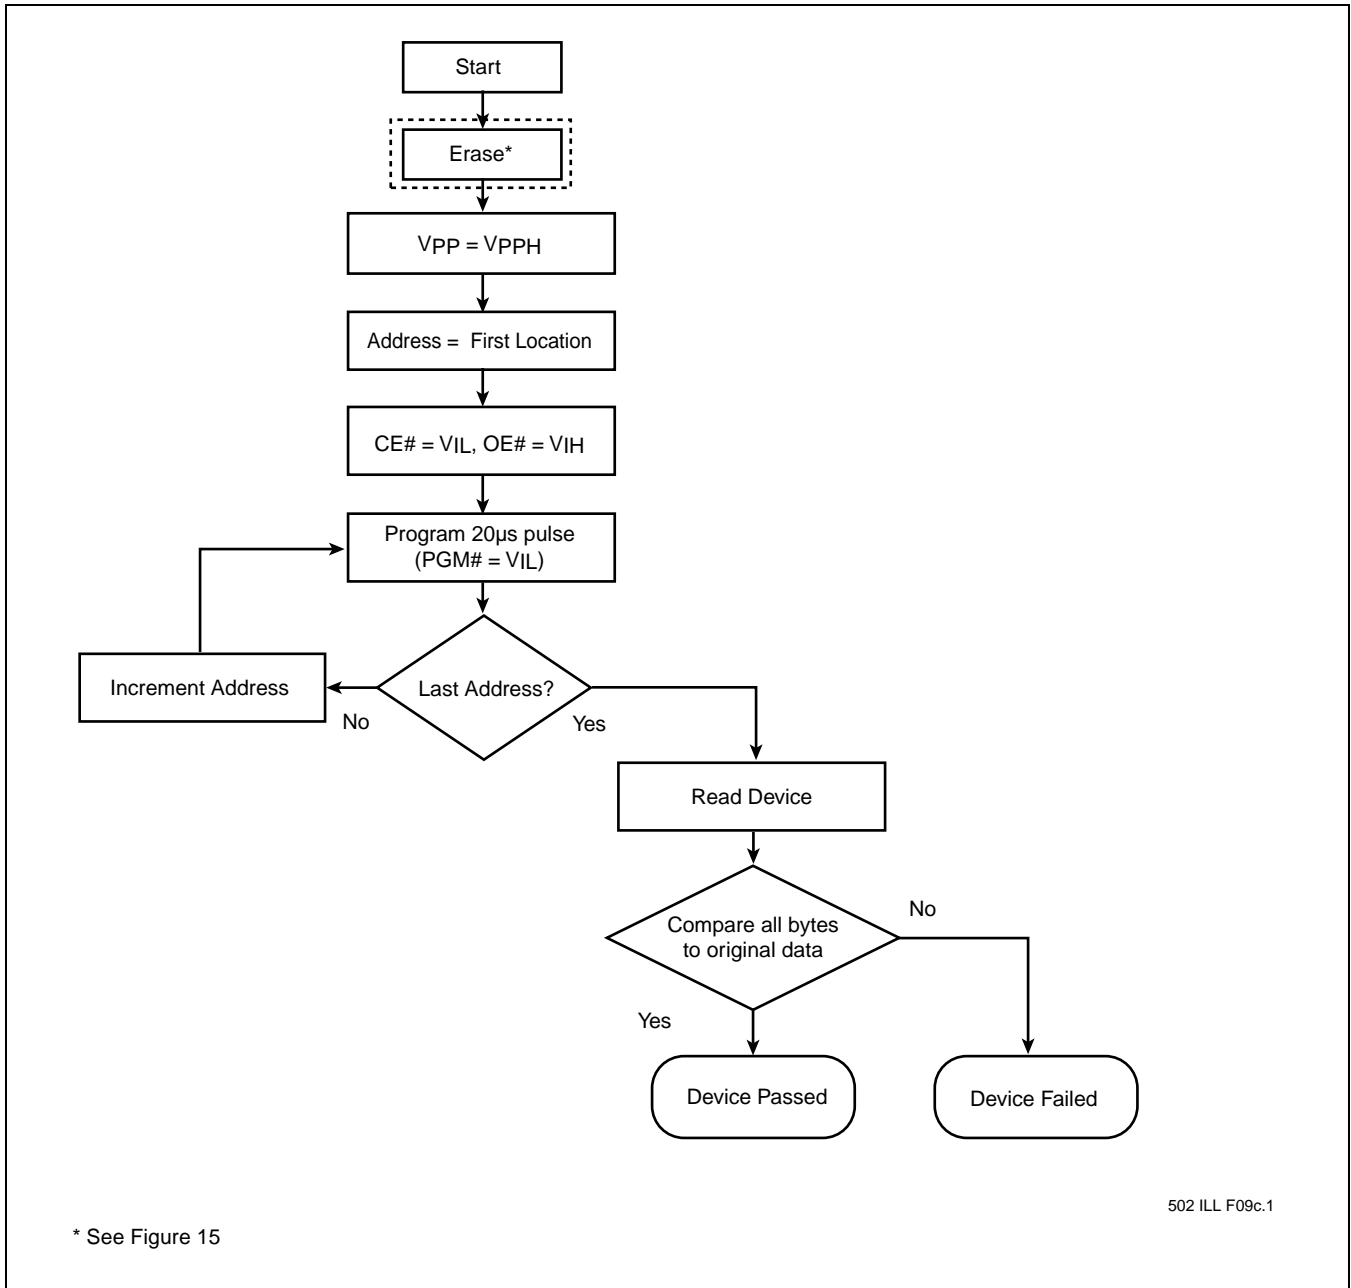 Start
Erase*
VPP = VPPH
Address = First Location
CE# = VIL, OE# = VIH
Program 20µs pulse
(PGM# = VIL)
Increment Address
Last Address?
No
Yes
Read Device
Compare all bytes
to original data
No
Yes
Device Passed
Device Failed
502 ILL F09c.1
* See Figure 15